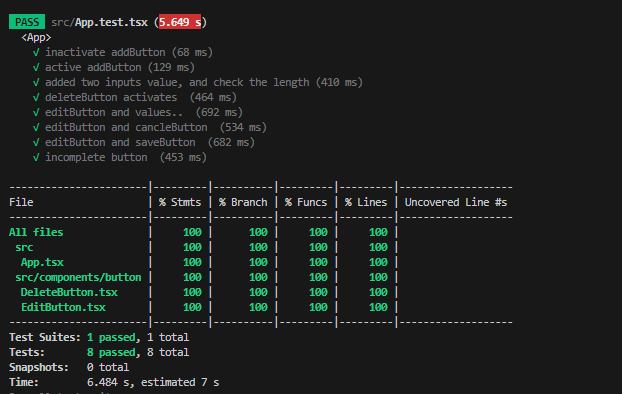 PASS src/App.test.tsx (5.649 s)
<App>
√ inactivate addButton (68 ms)
√ active addButton (129 ms)
√ added two inputs value, and check the length (410 ms)
√ deleteButton activates (464 ms)
√ editButton and values.. (692 ms)
√ editButton and cancleButton (534 ms)
√ editButton and saveButton (682 ms)
√ incomplete button (453 ms)
-----------------------|---------|----------|---------|---------|-------------------
File | % Stmts | % Branch | % Funcs | % Lines | Uncovered Line #s
-----------------------|---------|----------|---------|---------|-------------------
All files | 100 | 100 | 100 | 100 |
src | 100 | 100 | 100 | 100 |
App.tsx | 100 | 100 | 100 | 100 |
src/components/button | 100 | 100 | 100 | 100 |
DeleteButton.tsx | 100 | 100 | 100 | 100 |
EditButton.tsx | 100 | 100 | 100 | 100 |
-----------------------|---------|----------|---------|---------|-------------------
Test Suites: 1 passed, 1 total
Tests: 8 passed, 8 total
Snapshots: 0 total
Time: 6.484 s, estimated 7 s